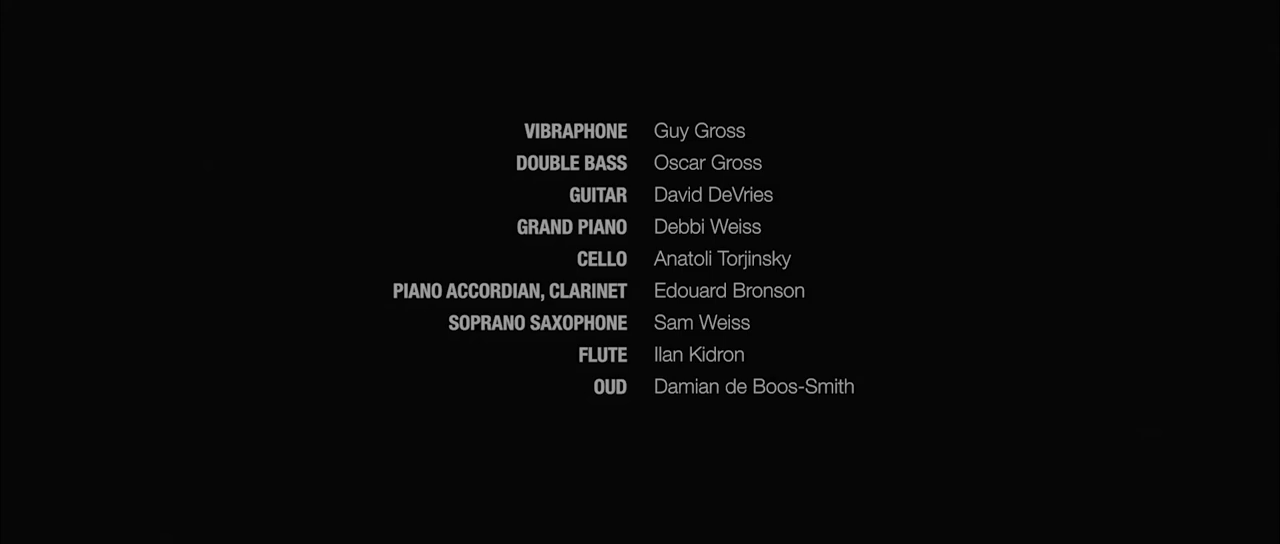 VIBRAPHONE Guy Gross
DOUBLE BASS Oscar Gross
GUITAR David DeVries
GRAND PIANO Debbi Weiss
CELLO Anatoli Torjinsky
PIANO ACCORDIAN, CLARINET Edouard Bronson
SOPRANO SAXOPHONE Sam Weiss
FLUTE Ilan Kidron
OUD Damian de Boos-Smith